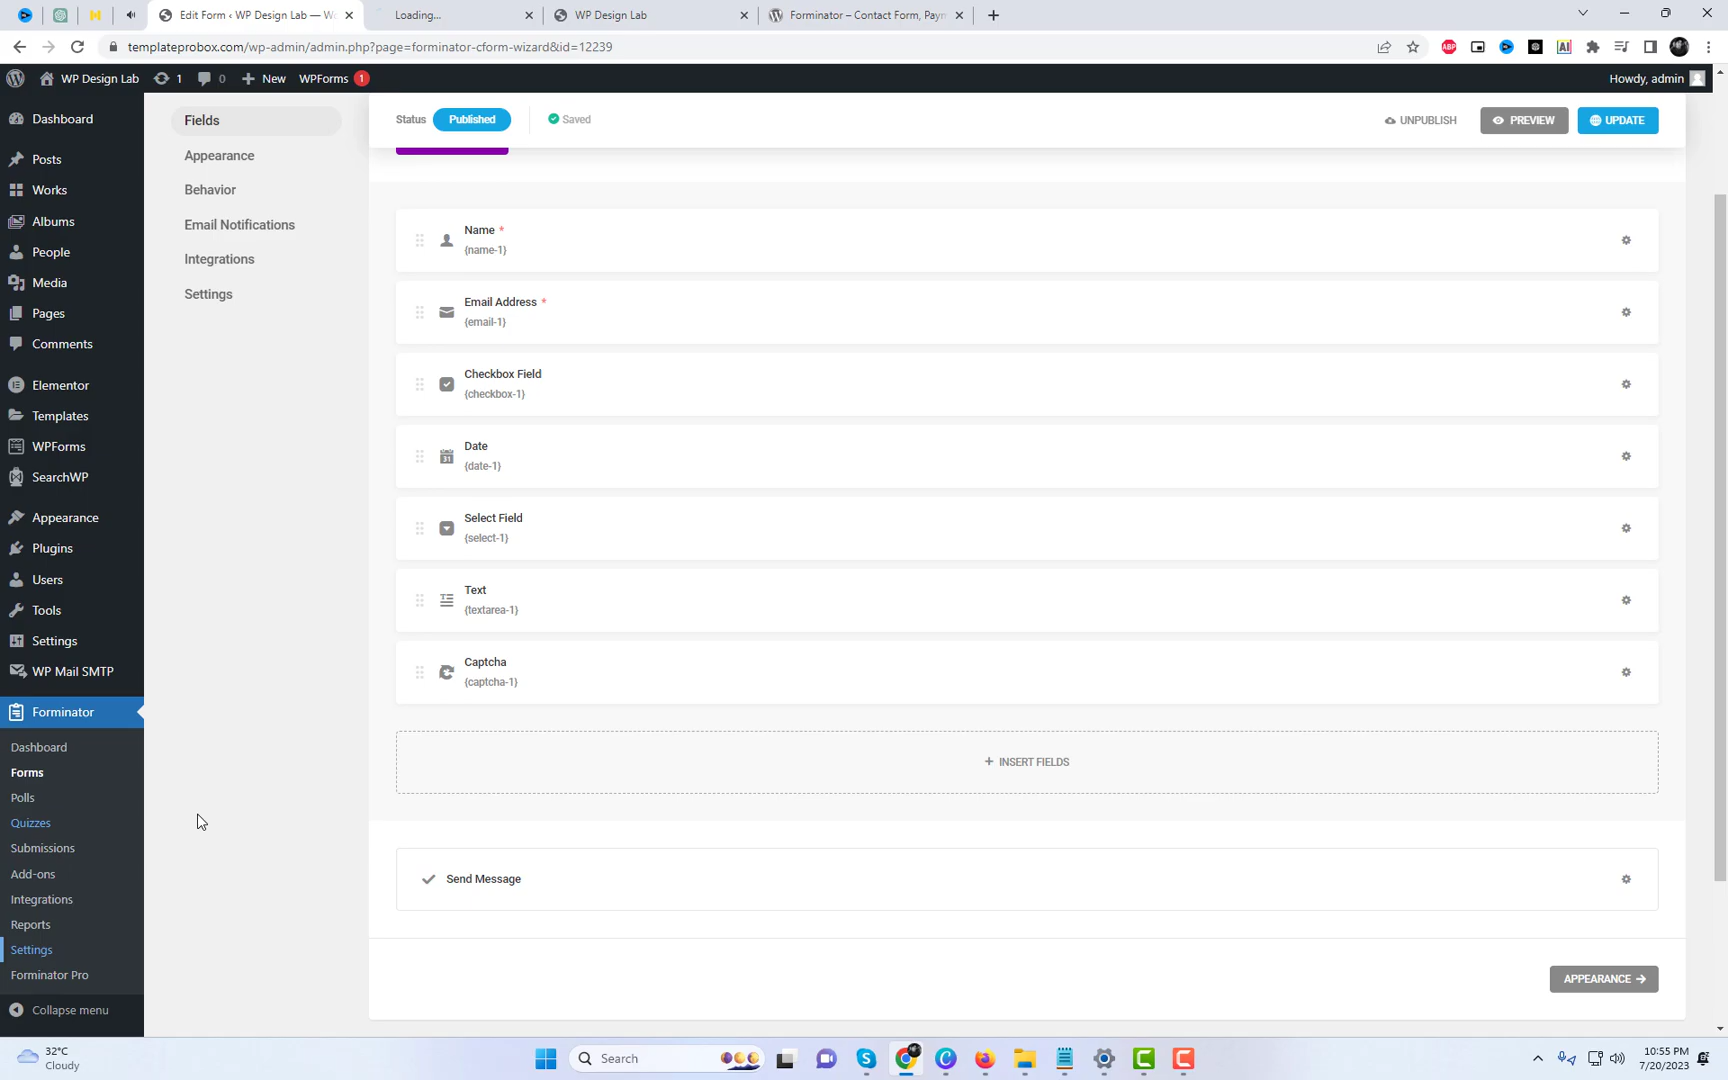 Edit Form ‹ WP Design Lab — Wo
Loading...
WP Design Lab
Forminator – Contact Form, Paym
templateprobox.com/wp-admin/admin.php?page=forminator-cform-wizard&id=12239
WP Design Lab
1
0
New
WPForms 1
Howdy, admin
Dashboard
Posts
Works
Albums
People
Media
Pages
Comments
Elementor
Templates
WPForms
SearchWP
Appearance
Plugins
Users
Tools
Settings
WP Mail SMTP
Forminator
Dashboard
Forms
Polls
Quizzes
Submissions
Add-ons
Integrations
Reports
Settings
Forminator Pro
Collapse menu
Fields
Appearance
Behavior
Email Notifications
Integrations
Settings
Status Published
Saved
UNPUBLISH
PREVIEW
UPDATE
Name *
{name-1}
Email Address *
{email-1}
Checkbox Field
{checkbox-1}
Date
{date-1}
Select Field
{select-1}
Text
{textarea-1}
Captcha
{captcha-1}
+ INSERT FIELDS
Send Message
APPEARANCE →
32°C
Cloudy
Search
10:55 PM
7/20/2023